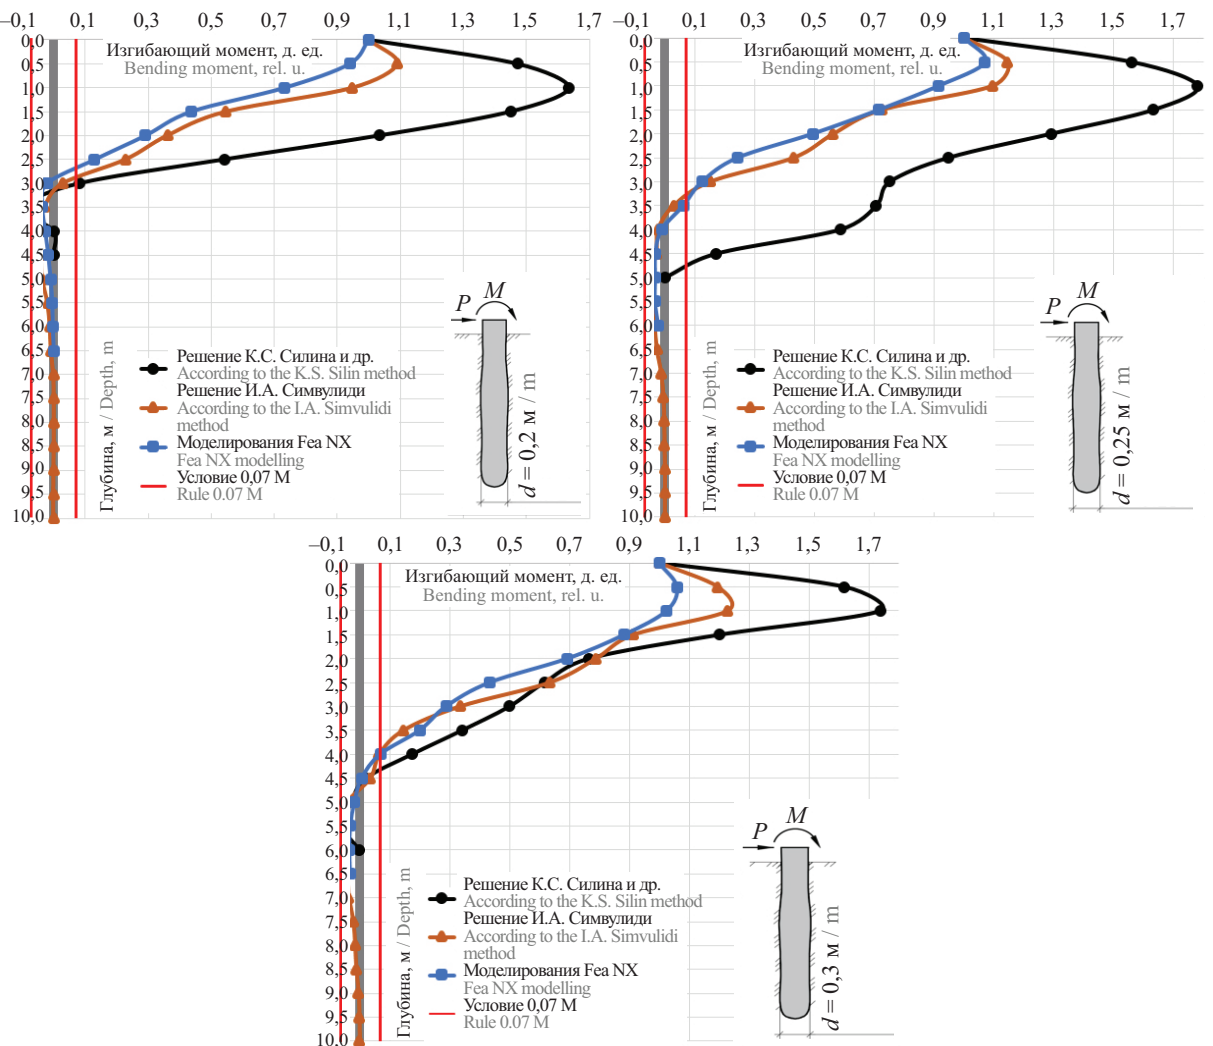 –0,1 0,1 0,3 0,5 0,7 0,9 1,1 1,3 1,5 1,7
Изгибающий момент, д. ед.
Bending moment, rel. u.
0,0
0,5
1,0
1,5
2,0
2,5
3,0
3,5
4,0
4,5
5,0
5,5
6,0
6,5
7,0
7,5
8,0
8,5
9,0
9,5
10,0
Глубина, м / Depth, m
Решение К.С. Силина и др.
According to the K.S. Silin method
Решение И.А. Симвулиди
According to the I.A. Simvulidi
method
Моделирования Fea NX
Fea NX modelling
Условие 0,07 М
Rule 0.07 M
P
M
d = 0,2 м / m
–0,1 0,1 0,3 0,5 0,7 0,9 1,1 1,3 1,5 1,7
Изгибающий момент, д. ед.
Bending moment, rel. u.
0,0
0,5
1,0
1,5
2,0
2,5
3,0
3,5
4,0
4,5
5,0
5,5
6,0
6,5
7,0
7,5
8,0
8,5
9,0
9,5
10,0
Глубина, м / Depth, m
Решение К.С. Силина и др.
According to the K.S. Silin method
Решение И.А. Симвулиди
According to the I.A. Simvulidi
method
Моделирования Fea NX
Fea NX modelling
Условие 0,07 М
Rule 0.07 M
P
M
d = 0,25 м / m
–0,1 0,1 0,3 0,5 0,7 0,9 1,1 1,3 1,5 1,7
Изгибающий момент, д. ед.
Bending moment, rel. u.
0,0
0,5
1,0
1,5
2,0
2,5
3,0
3,5
4,0
4,5
5,0
5,5
6,0
6,5
7,0
7,5
8,0
8,5
9,0
9,5
10,0
Глубина, м / Depth, m
Решение К.С. Силина и др.
According to the K.S. Silin method
Решение И.А. Симвулиди
According to the I.A. Simvulidi
method
Моделирования Fea NX
Fea NX modelling
Условие 0,07 М
Rule 0.07 M
P
M
d = 0,3 м / m